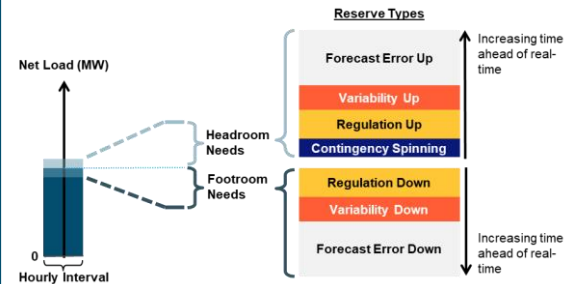 Reserve Types
Net Load (MW)
0
Hourly Interval
Headroom
Needs
Footroom
Needs
Forecast Error Up
Variability Up
Regulation Up
Contingency Spinning
Regulation Down
Variability Down
Forecast Error Down
Increasing time
ahead of real-
time
Increasing time
ahead of real-
time